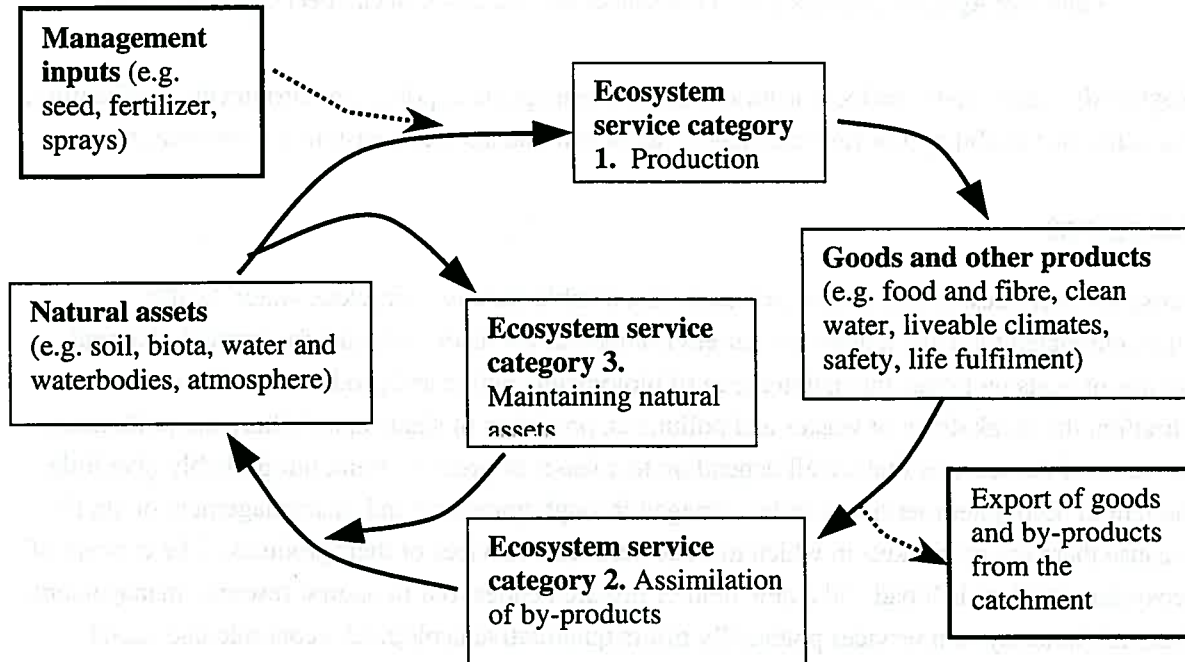 Management
inputs (e.g.
seed, fertilizer,
sprays)
Ecosystem
service category
1. Production
Goods and other products
(e.g. food and fibre, clean
water, liveable climates,
safety, life fulfilment)
Natural assets
(e.g. soil, biota, water and
waterbodies, atmosphere)
Ecosystem service
category 3.
Maintaining natural
assets
Ecosystem service
category 2. Assimilation
of by-products
Export of goods
and by-products
from the
catchment